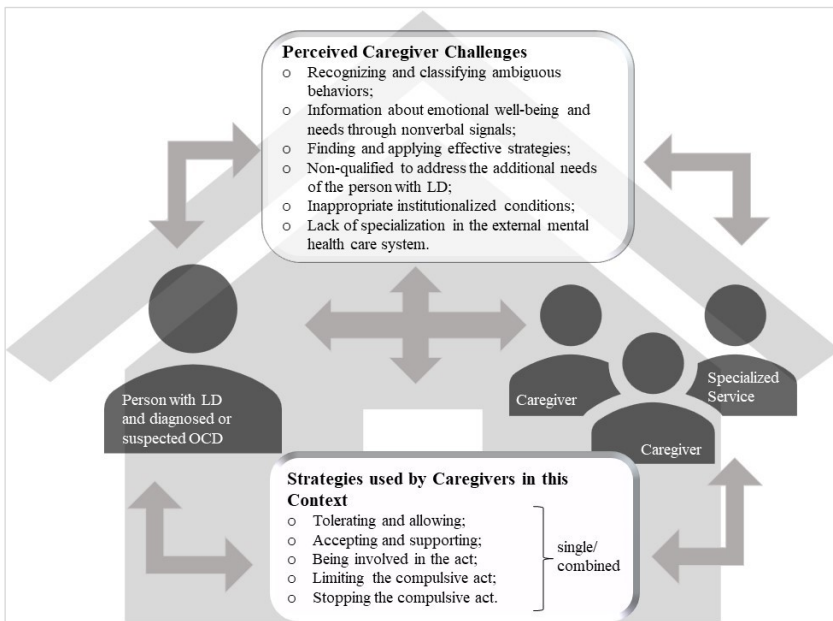 Perceived Caregiver Challenges
o Recognizing and classifying ambiguous
behaviors;
o Information about emotional well-being and
needs through nonverbal signals;
o Finding and applying effective strategies;
o Non-qualified to address the additional needs
of the person with LD;
o Inappropriate institutionalized conditions;
o Lack of specialization in the external mental
health care system.
Person with LD
and diagnosed or
suspected OCD
Caregiver
Caregiver
Specialized
Service
Strategies used by Caregivers in this
Context
o Tolerating and allowing;
o Accepting and supporting;
o Being involved in the act;
o Limiting the compulsive act;
o Stopping the compulsive act.
single/
combined